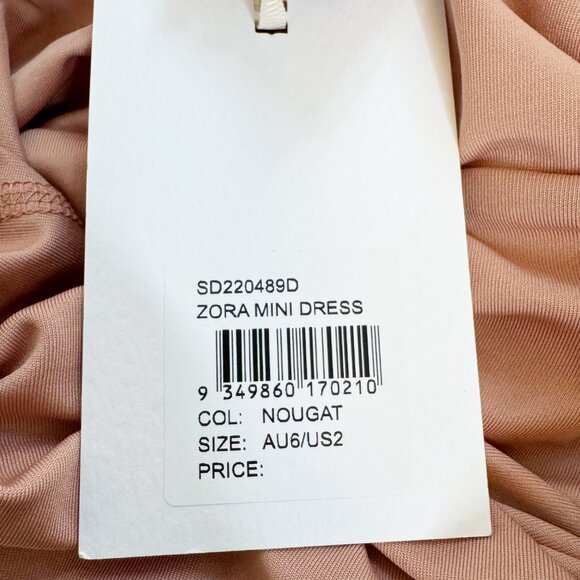 SD220489D
ZORA MINI DRESS
9 349860 170210
COL: NOUGAT
SIZE: AU6/US2
PRICE: